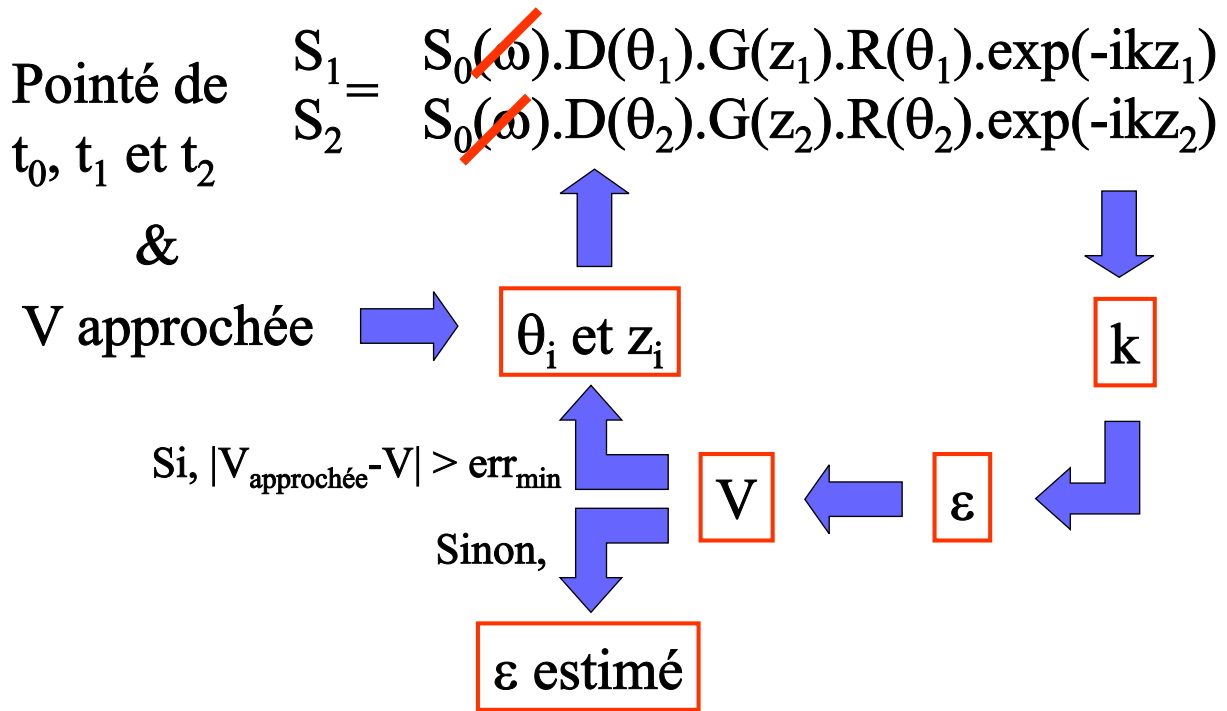 Pointé de
t₀, t₁ et t₂
&
V approchée
S₁ = S₀(ω).D(θ₁).G(z₁).R(θ₁).exp(-ikz₁)
S₂ S₀(ω).D(θ₂).G(z₂).R(θ₂).exp(-ikz₂)
θᵢ et zᵢ
k
ε
V
Si, |Vapprochée-V| > errmin
Sinon,
ε estimé